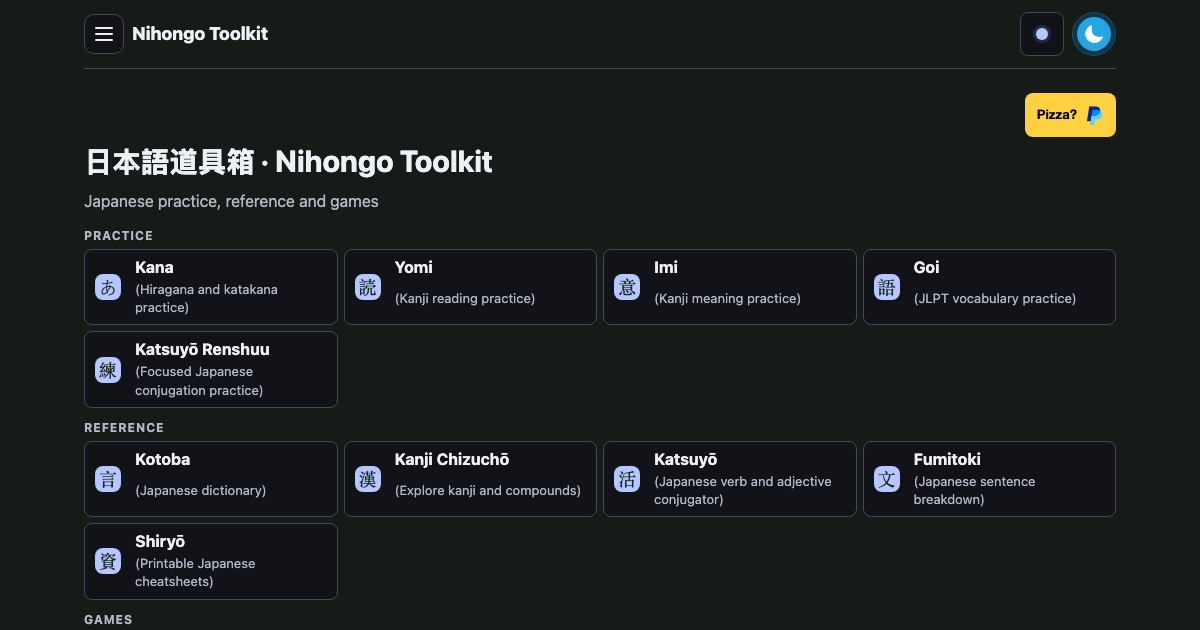 Nihongo Toolkit
Pizza?
日本語道具箱 · Nihongo Toolkit
Japanese practice, reference and games
PRACTICE
あ
Kana
(Hiragana and katakana
practice)
読
Yomi
(Kanji reading practice)
意
Imi
(Kanji meaning practice)
語
Goi
(JLPT vocabulary practice)
練
Katsuyō Renshuu
(Focused Japanese
conjugation practice)
REFERENCE
言
Kotoba
(Japanese dictionary)
漢
Kanji Chizuchō
(Explore kanji and compounds)
活
Katsuyō
(Japanese verb and adjective
conjugator)
文
Fumitoki
(Japanese sentence
breakdown)
資
Shiryō
(Printable Japanese
cheatsheets)
GAMES